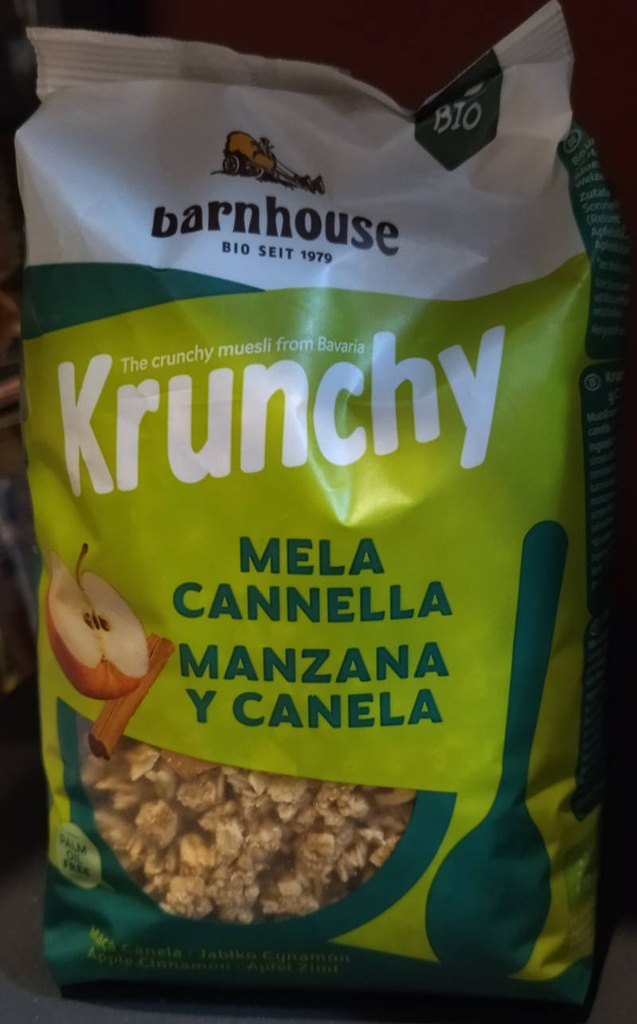 BIO
barnhouse
BIO SEIT 1979
The crunchy muesli from Bavaria
Krunchy
MELA
CANNELLA
MANZANA
Y CANELA
PALM
OIL
FREE
Maçã Canela · Jabłko Cynamon
Apple Cinnamon · Apfel Zimt